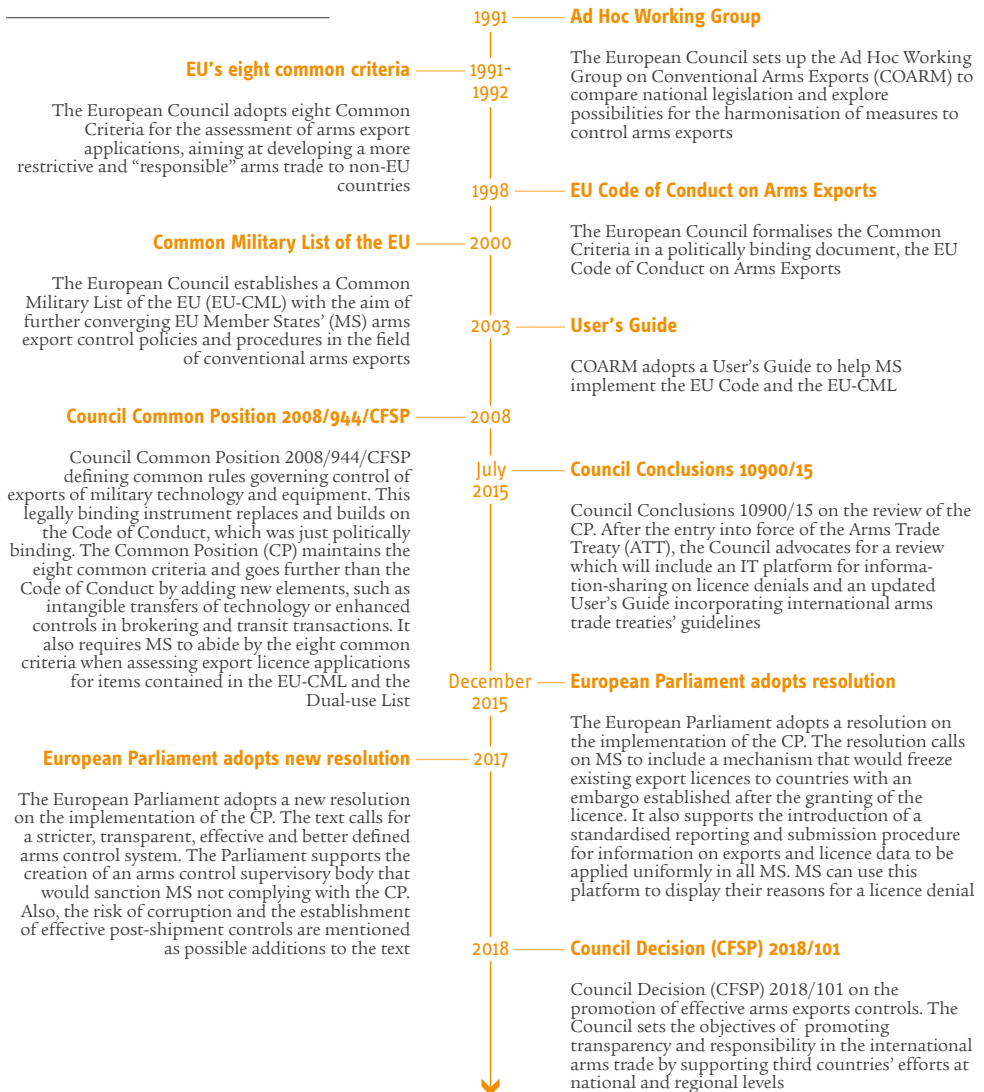 1991
Ad Hoc Working Group
The European Council sets up the Ad Hoc Working
Group on Conventional Arms Exports (COARM) to
compare national legislation and explore
possibilities for the harmonisation of measures to
control arms exports
EU's eight common criteria
1991-
1992
The European Council adopts eight Common
Criteria for the assessment of arms export
applications, aiming at developing a more
restrictive and “responsible” arms trade to non-EU
countries
1998
EU Code of Conduct on Arms Exports
The European Council formalises the Common
Criteria in a politically binding document, the EU
Code of Conduct on Arms Exports
Common Military List of the EU
2000
The European Council establishes a Common
Military List of the EU (EU-CML) with the aim of
further converging EU Member States’ (MS) arms
export control policies and procedures in the field
of conventional arms exports
2003
User's Guide
COARM adopts a User’s Guide to help MS
implement the EU Code and the EU-CML
Council Common Position 2008/944/CFSP
2008
Council Common Position 2008/944/CFSP
defining common rules governing control of
exports of military technology and equipment. This
legally binding instrument replaces and builds on
the Code of Conduct, which was just politically
binding. The Common Position (CP) maintains the
eight common criteria and goes further than the
Code of Conduct by adding new elements, such as
intangible transfers of technology or enhanced
controls in brokering and transit transactions. It
also requires MS to abide by the eight common
criteria when assessing export licence applications
for items contained in the EU-CML and the
Dual-use List
July
2015
Council Conclusions 10900/15
Council Conclusions 10900/15 on the review of the
CP. After the entry into force of the Arms Trade
Treaty (ATT), the Council advocates for a review
which will include an IT platform for informa-
tion-sharing on licence denials and an updated
User’s Guide incorporating international arms
trade treaties’ guidelines
December
2015
European Parliament adopts resolution
The European Parliament adopts a resolution on
the implementation of the CP. The resolution calls
on MS to include a mechanism that would freeze
existing export licences to countries with an
embargo established after the granting of the
licence. It also supports the introduction of a
standardised reporting and submission procedure
for information on exports and licence data to be
applied uniformly in all MS. MS can use this
platform to display their reasons for a licence denial
European Parliament adopts new resolution
2017
The European Parliament adopts a new resolution
on the implementation of the CP. The text calls for
a stricter, transparent, effective and better defined
arms control system. The Parliament supports the
creation of an arms control supervisory body that
would sanction MS not complying with the CP.
Also, the risk of corruption and the establishment
of effective post-shipment controls are mentioned
as possible additions to the text
2018
Council Decision (CFSP) 2018/101
Council Decision (CFSP) 2018/101 on the
promotion of effective arms exports controls. The
Council sets the objectives of promoting
transparency and responsibility in the international
arms trade by supporting third countries’ efforts at
national and regional levels